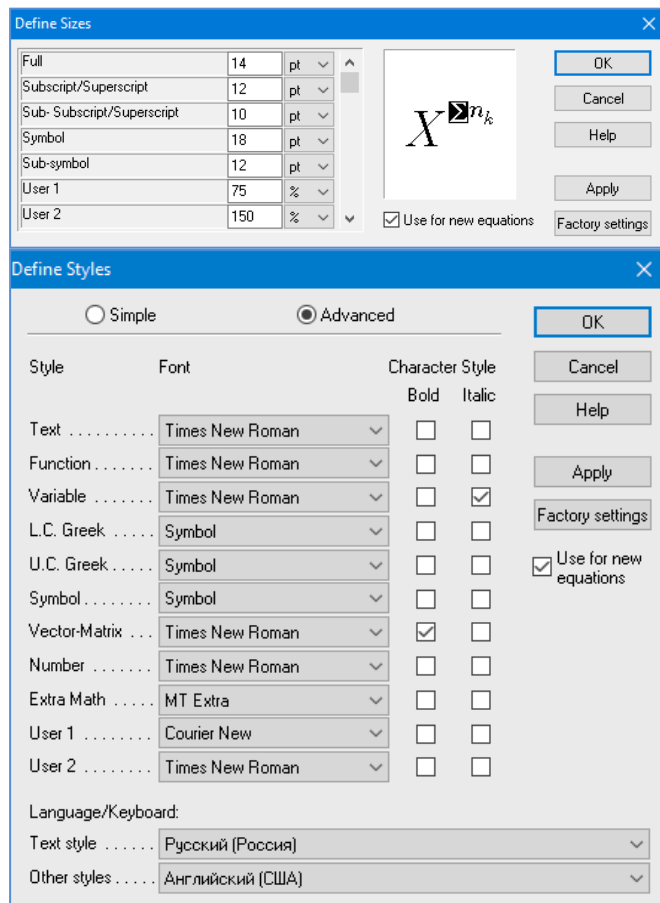 Define Sizes
Full 14 pt
Subscript/Superscript 12 pt
Sub- Subscript/Superscript 10 pt
Symbol 18 pt
Sub-symbol 12 pt
User 1 75 %
User 2 150 %
X Σ n k
Use for new equations
OK
Cancel
Help
Apply
Factory settings
Define Styles
Simple Advanced
Style Font Character Style
Bold Italic
Text .......... Times New Roman
Function ....... Times New Roman
Variable ....... Times New Roman
L.C. Greek ..... Symbol
U.C. Greek ..... Symbol
Symbol ........ Symbol
Vector-Matrix ... Times New Roman
Number ........ Times New Roman
Extra Math ..... MT Extra
User 1 ........ Courier New
User 2 ........ Times New Roman
OK
Cancel
Help
Apply
Factory settings
Use for new
equations
Language/Keyboard:
Text style ...... Русский (Россия)
Other styles ..... Английский (США)